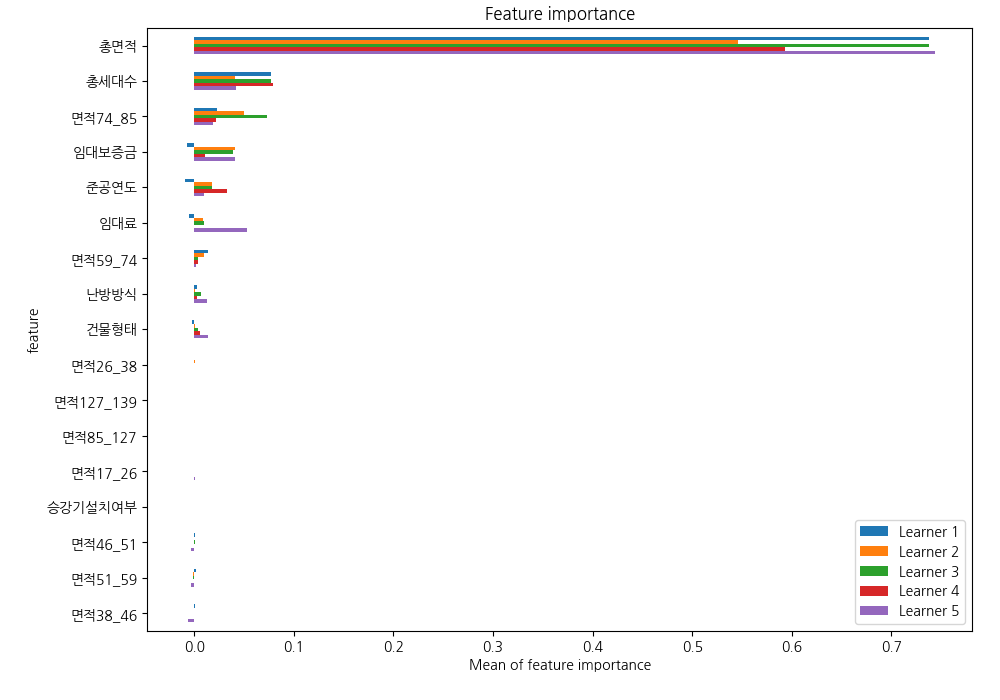 Feature importance
총면적
총세대수
면적74_85
임대보증금
준공연도
임대료
면적59_74
난방방식
건물형태
면적26_38
면적127_139
면적85_127
면적17_26
승강기설치여부
면적46_51
면적51_59
면적38_46
feature
0.0 0.1 0.2 0.3 0.4 0.5 0.6 0.7
Mean of feature importance
Learner 1
Learner 2
Learner 3
Learner 4
Learner 5